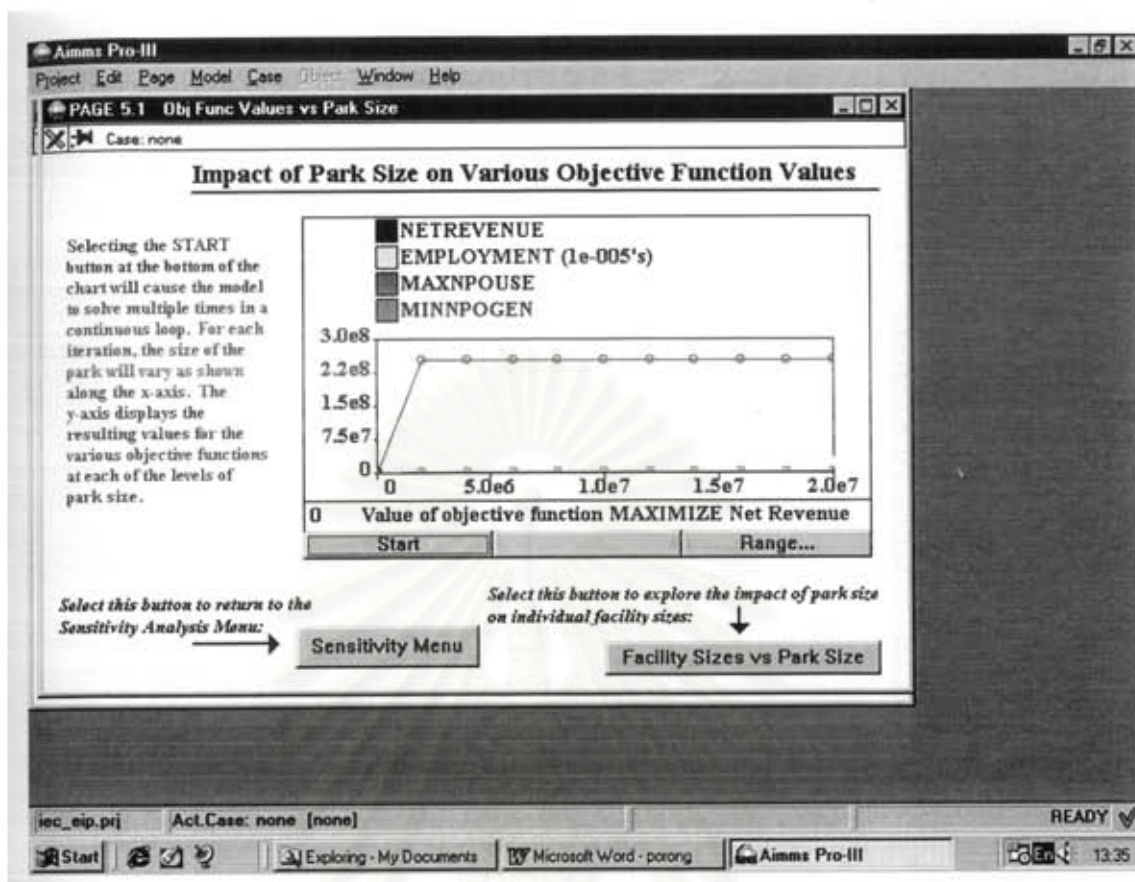 Aimms Pro-III
Project Edit Page Model Case Object Window Help
PAGE 5.1 Obj Func Values vs Park Size
Case: none
Impact of Park Size on Various Objective Function Values
Selecting the START
button at the bottom of the
chart will cause the model
to solve multiple times in a
continuous loop. For each
iteration, the size of the
park will vary as shown
along the x-axis. The
y-axis displays the
resulting values for the
various objective functions
at each of the levels of
park size.
NETREVENUE
EMPLOYMENT (1e-005's)
MAXNPOUSE
MINNPOGEN
3.0e8
2.2e8
1.5e8
7.5e7
0
0 5.0e6 1.0e7 1.5e7 2.0e7
0 Value of objective function MAXIMIZE Net Revenue
Start Range...
Select this button to return to the
Sensitivity Analysis Menu:
Sensitivity Menu
Select this button to explore the impact of park size
on individual facility sizes:
Facility Sizes vs Park Size
iec_eip.prj Act.Case: none [none] READY
Start Exploring - My Documents Microsoft Word - porong Aimms Pro-III En 13:35